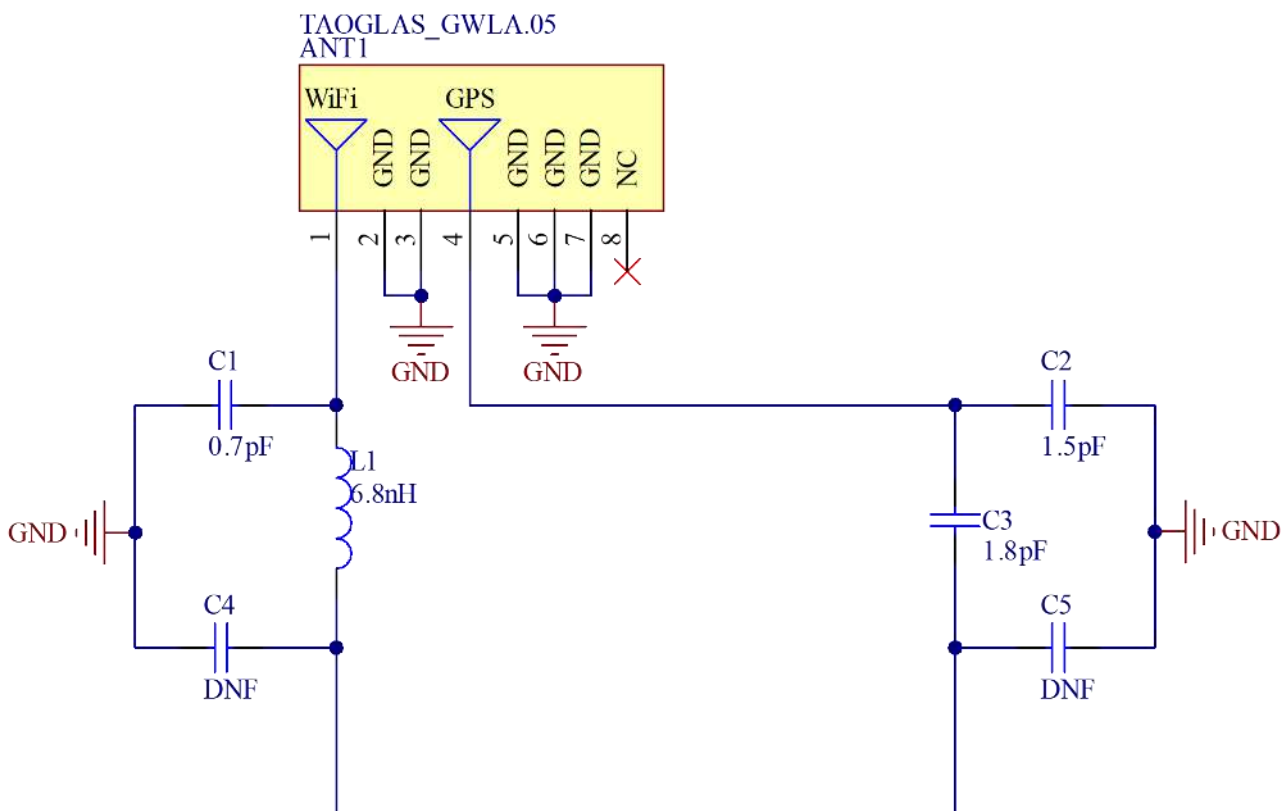 TAOGLAS_GWLA.05
ANT1
WiFi
GPS
GND
GND
GND
GND
GND
NC
1
2
3
4
5
6
7
8
GND
GND
C1
0.7pF
L1
6.8nH
GND
C4
DNF
C2
1.5pF
C3
1.8pF
GND
C5
DNF